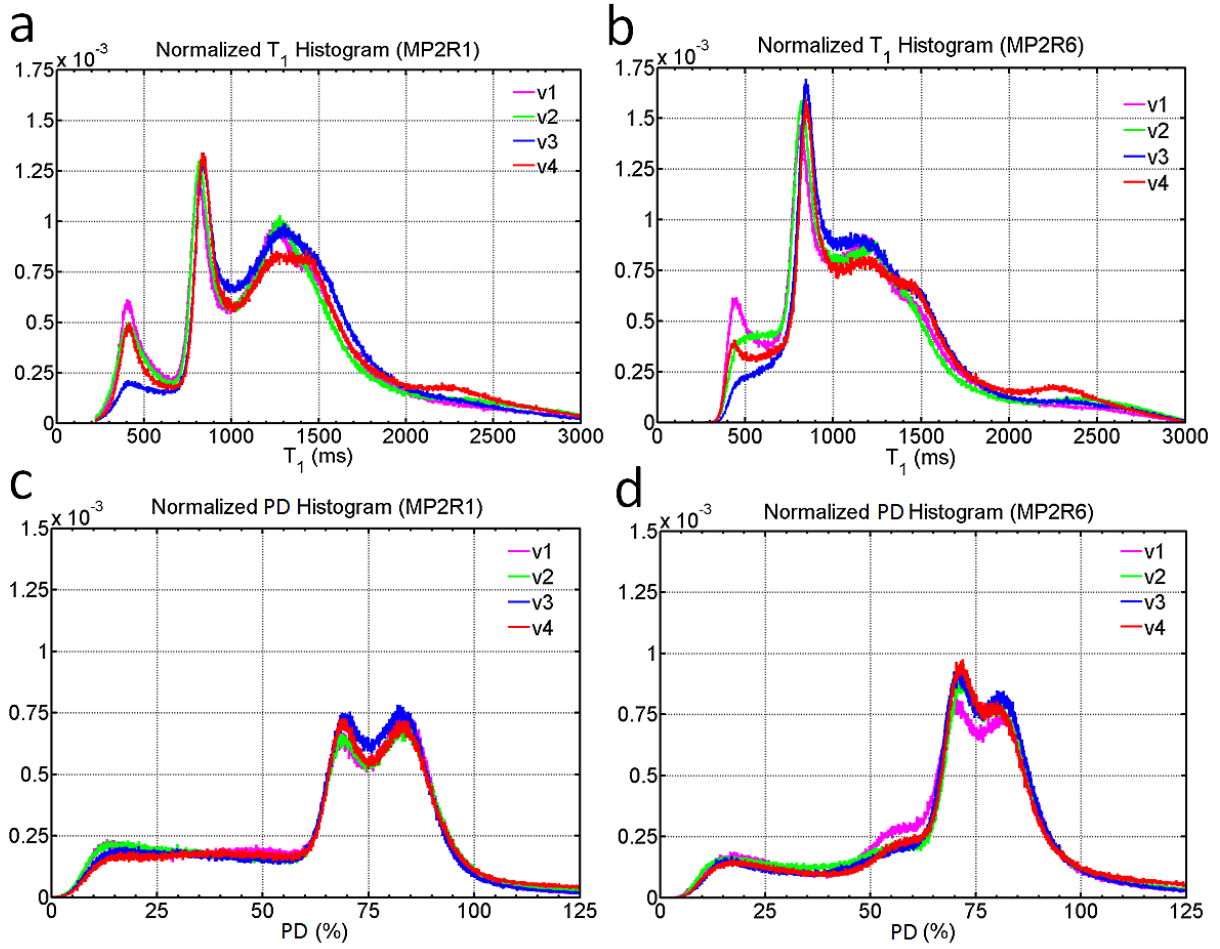 a
Normalized T1 Histogram (MP2R1)
x 10-3
1.75
1.5
1.25
1
0.75
0.5
0.25
0
0 500 1000 1500 2000 2500 3000
T1 (ms)
v1
v2
v3
v4
b
Normalized T1 Histogram (MP2R6)
x 10-3
1.75
1.5
1.25
1
0.75
0.5
0.25
0
0 500 1000 1500 2000 2500 3000
T1 (ms)
v1
v2
v3
v4
c
Normalized PD Histogram (MP2R1)
x 10-3
1.5
1.25
1
0.75
0.5
0.25
0
0 25 50 75 100 125
PD (%)
v1
v2
v3
v4
d
Normalized PD Histogram (MP2R6)
x 10-3
1.5
1.25
1
0.75
0.5
0.25
0
0 25 50 75 100 125
PD (%)
v1
v2
v3
v4